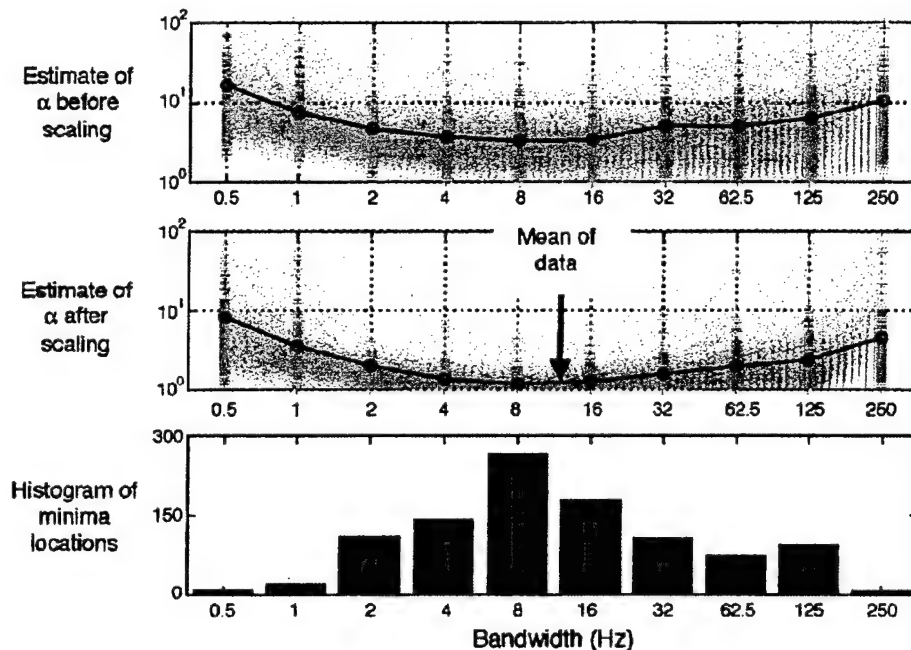 Estimate of
α before
scaling
10²
10¹
10⁰
0.5 1 2 4 8 16 32 62.5 125 250
Estimate of
α after
scaling
10²
10¹
10⁰
Mean of
data
0.5 1 2 4 8 16 32 62.5 125 250
Histogram of
minima
locations
300
150
0
0.5 1 2 4 8 16 32 62.5 125 250
Bandwidth (Hz)